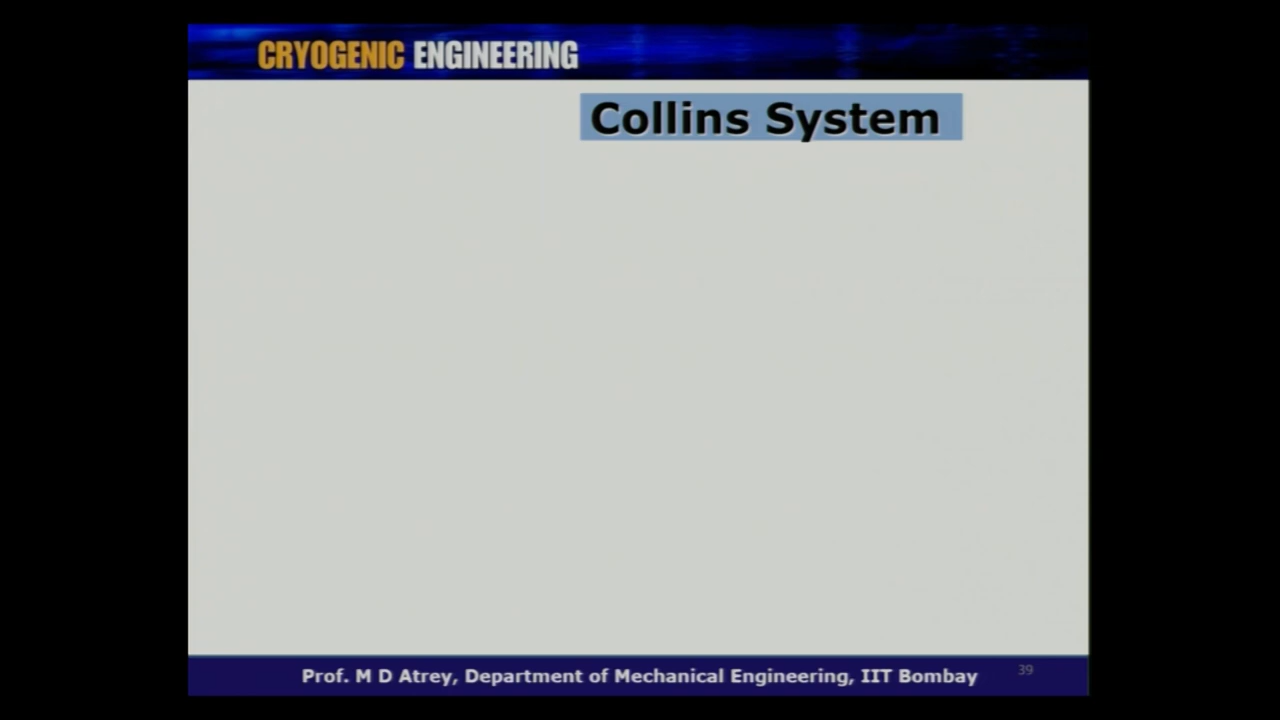 CRYOGENIC ENGINEERING
Collins System
Prof. M D Atrey, Department of Mechanical Engineering, IIT Bombay
39